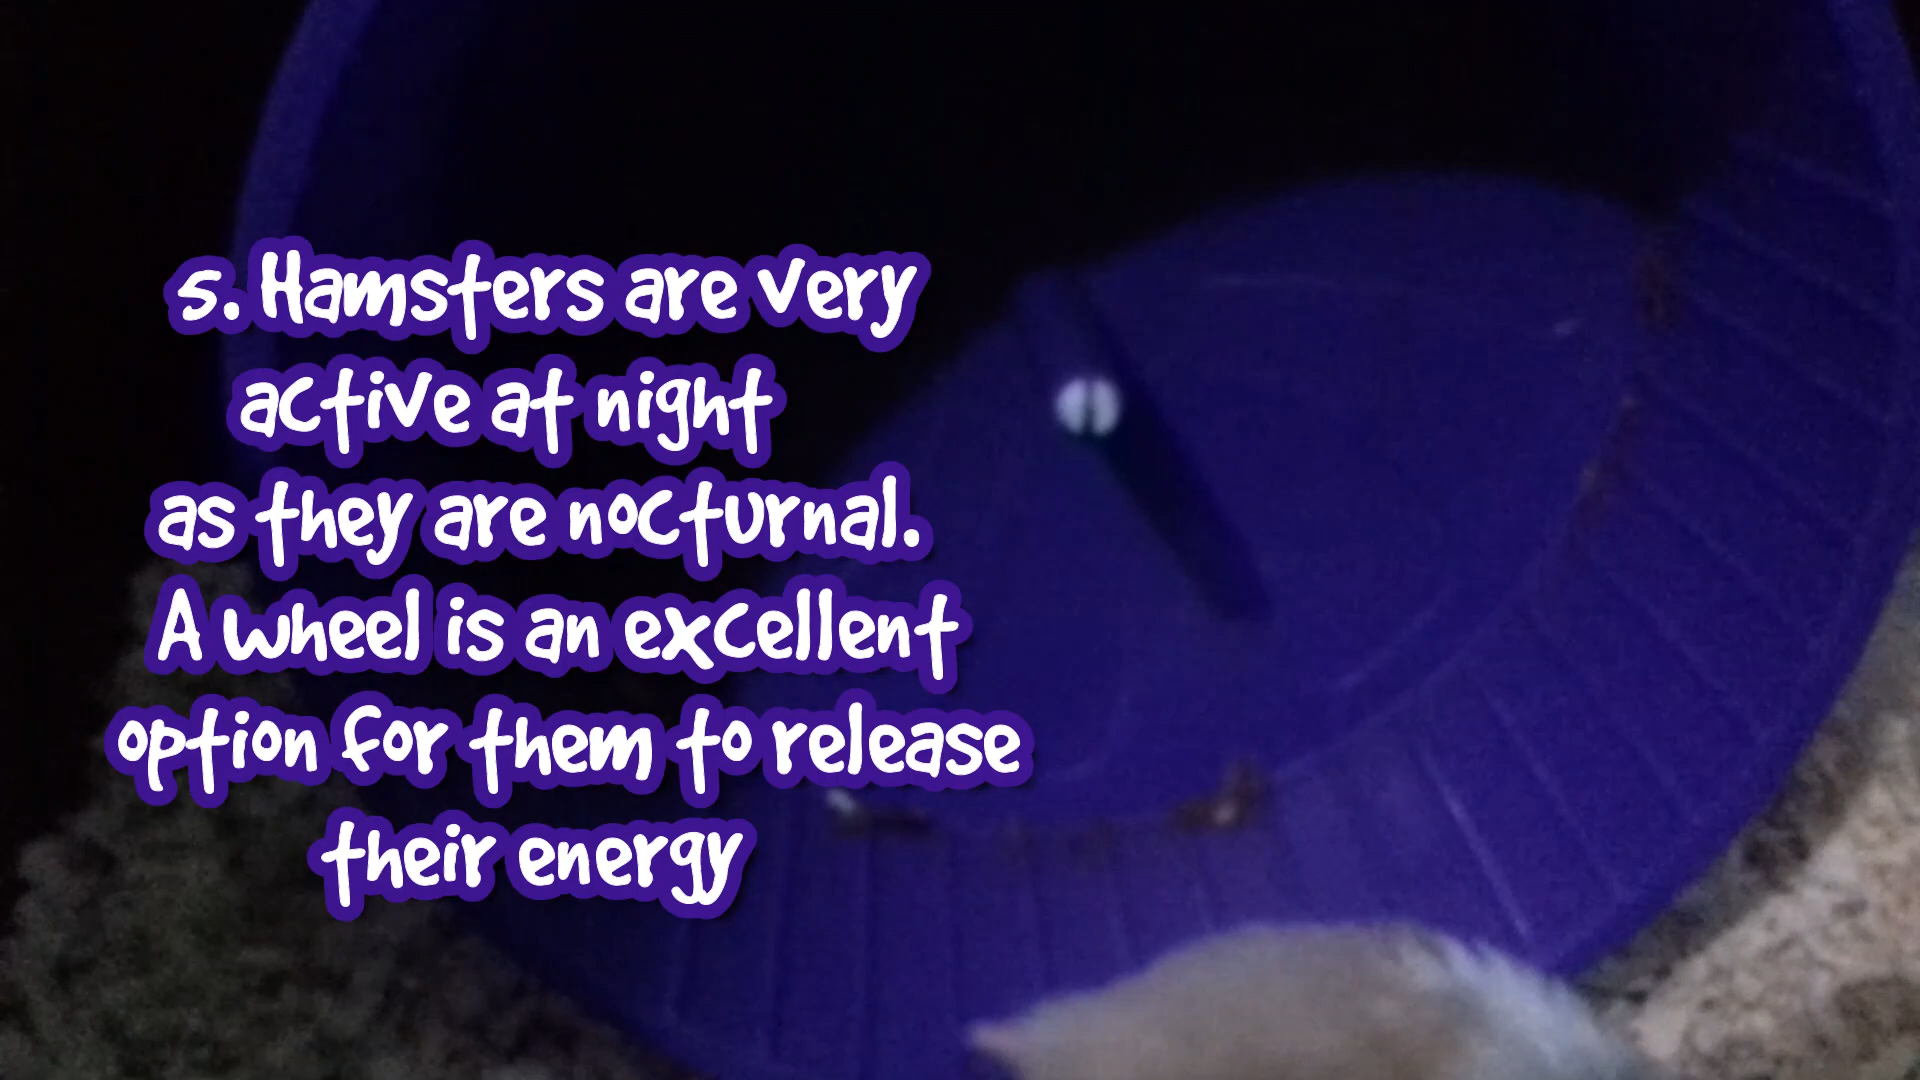 5. Hamsters are very
active at night
as they are nocturnal.
A wheel is an excellent
option for them to release
their energy